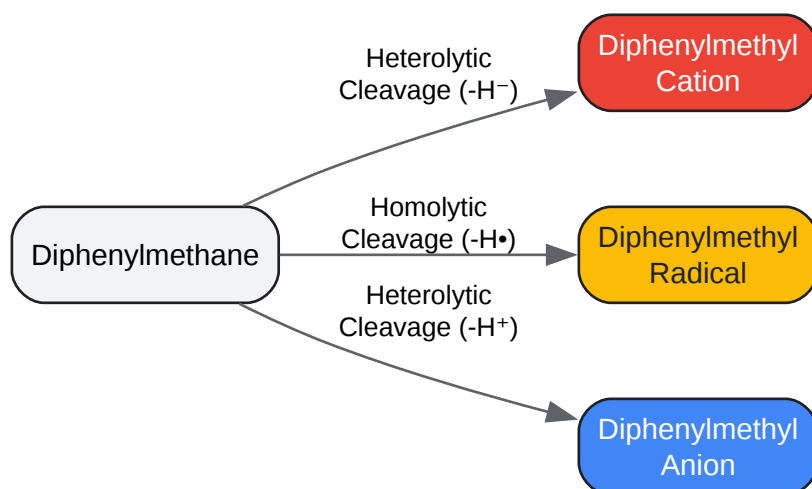 Diphenylmethane
Heterolytic
Cleavage (-H⁻)
Diphenylmethyl
Cation
Homolytic
Cleavage (-H•)
Diphenylmethyl
Radical
Heterolytic
Cleavage (-H⁺)
Diphenylmethyl
Anion